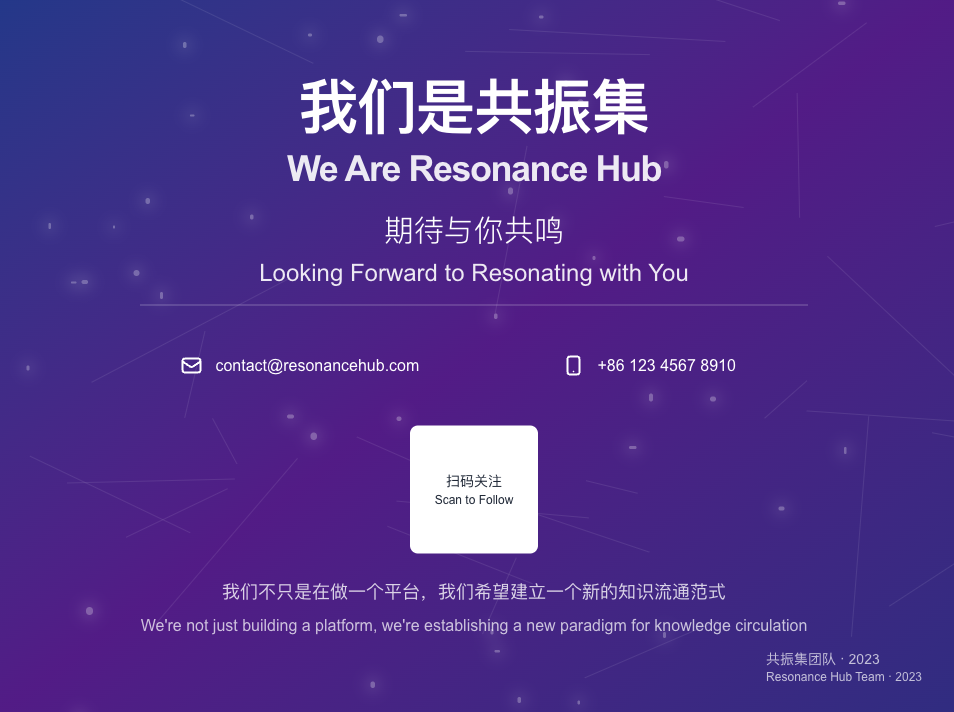 我们是共振集
We Are Resonance Hub
期待与你共鸣
Looking Forward to Resonating with You
contact@resonancehub.com
+86 123 4567 8910
扫码关注
Scan to Follow
我们不只是在做一个平台，我们希望建立一个新的知识流通范式
We're not just building a platform, we're establishing a new paradigm for knowledge circulation
共振集团队 · 2023
Resonance Hub Team · 2023